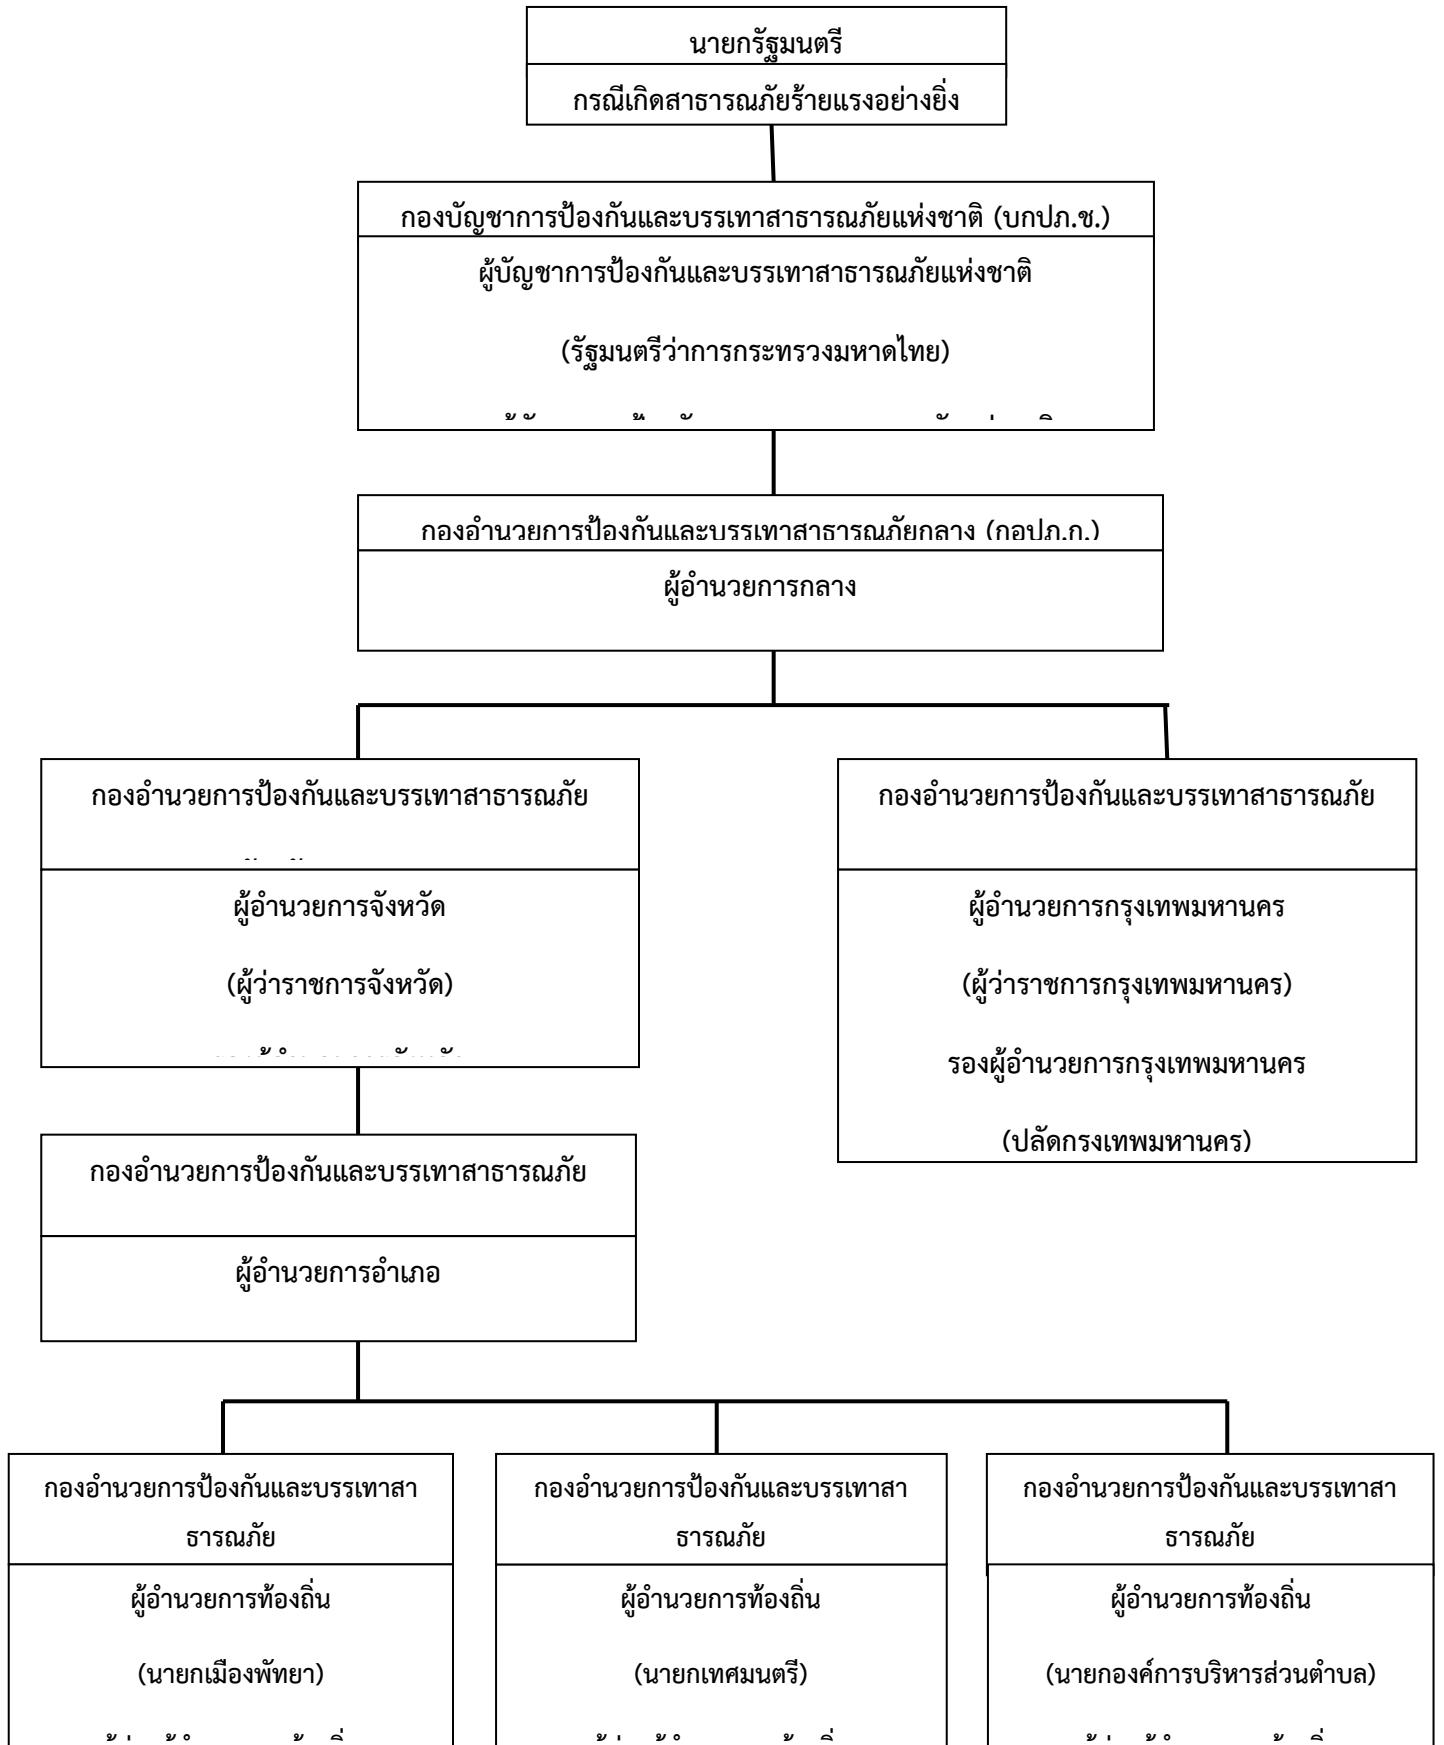 นายกรัฐมนตรี
กรณีเกิดสาธารณภัยร้ายแรงอย่างยิ่ง
กองบัญชาการป้องกันและบรรเทาสาธารณภัยแห่งชาติ (บกปภ.ช.)
ผู้บัญชาการป้องกันและบรรเทาสาธารณภัยแห่งชาติ
(รัฐมนตรีว่าการกระทรวงมหาดไทย)
กองอำนวยการป้องกันและบรรเทาสาธารณภัยกลาง (กอปภ.ก.)
ผู้อำนวยการกลาง
กองอำนวยการป้องกันและบรรเทาสาธารณภัย
ผู้อำนวยการจังหวัด
(ผู้ว่าราชการจังหวัด)
กองอำนวยการป้องกันและบรรเทาสาธารณภัย
ผู้อำนวยการกรุงเทพมหานคร
(ผู้ว่าราชการกรุงเทพมหานคร)
รองผู้อำนวยการกรุงเทพมหานคร
(ปลัดกรุงเทพมหานคร)
กองอำนวยการป้องกันและบรรเทาสาธารณภัย
ผู้อำนวยการอำเภอ
กองอำนวยการป้องกันและบรรเทาสา
ธารณภัย
ผู้อำนวยการท้องถิ่น
(นายกเมืองพัทยา)
กองอำนวยการป้องกันและบรรเทาสา
ธารณภัย
ผู้อำนวยการท้องถิ่น
(นายกเทศมนตรี)
กองอำนวยการป้องกันและบรรเทาสา
ธารณภัย
ผู้อำนวยการท้องถิ่น
(นายกองค์การบริหารส่วนตำบล)